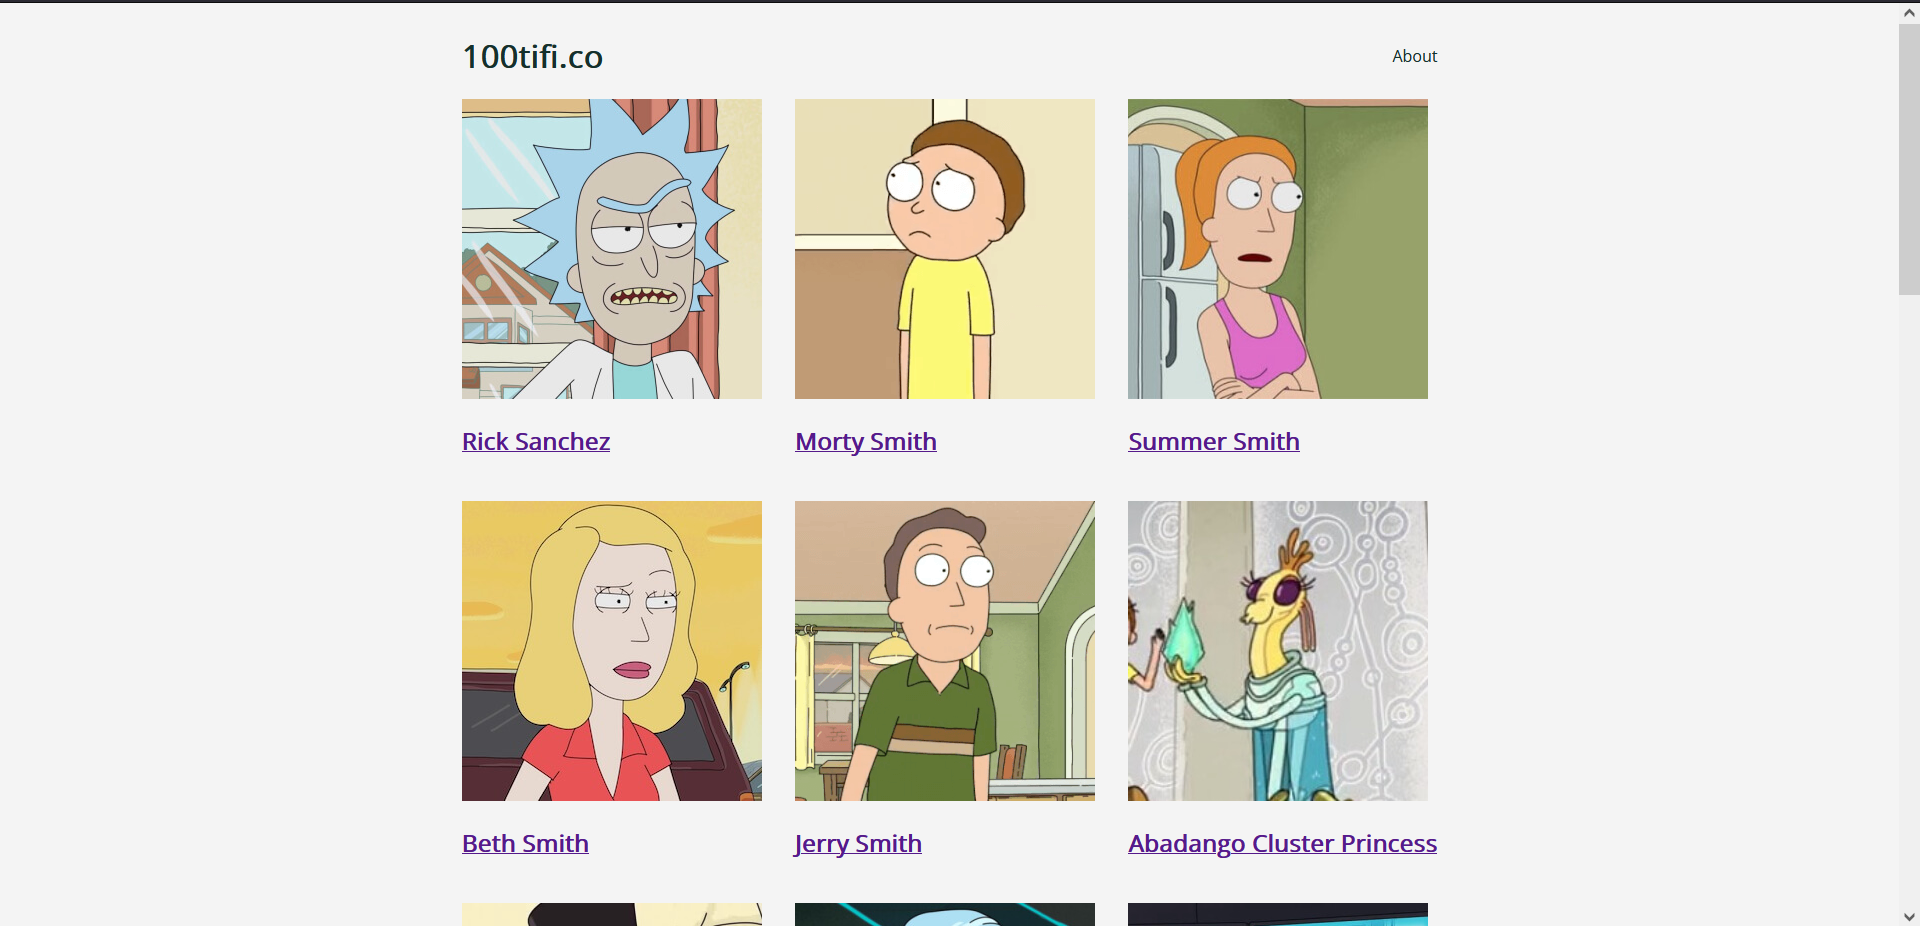 100tifi.co
About
Rick Sanchez
Morty Smith
Summer Smith
Beth Smith
Jerry Smith
Abadango Cluster Princess